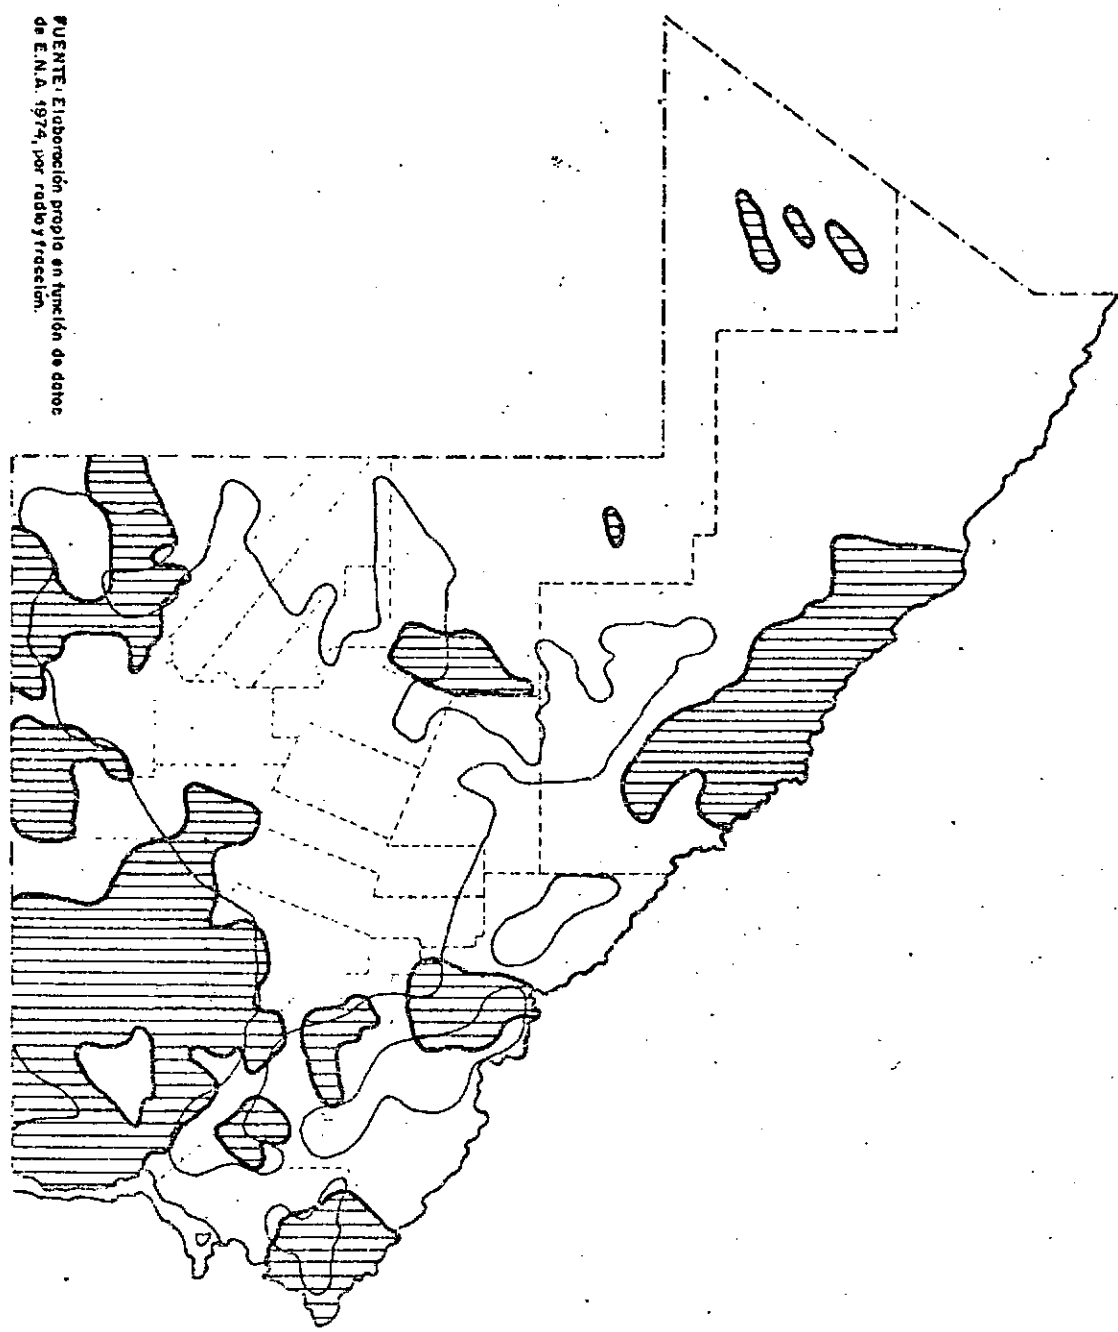 FUENTE: Elaboración propia en función de datos
de E.N.A. 1974, por radio y fracción.